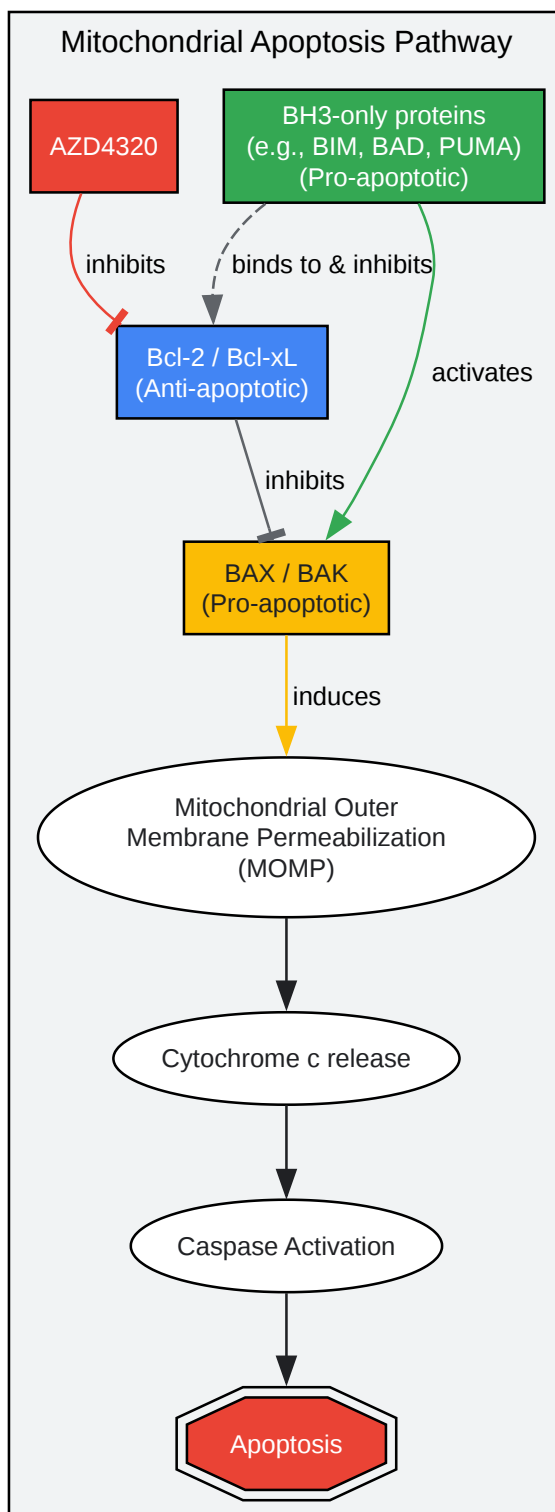 Mitochondrial Apoptosis Pathway
AZD4320
BH3-only proteins
(e.g., BIM, BAD, PUMA)
(Pro-apoptotic)
inhibits
binds to & inhibits
Bcl-2 / Bcl-xL
(Anti-apoptotic)
activates
inhibits
BAX / BAK
(Pro-apoptotic)
induces
Mitochondrial Outer
Membrane Permeabilization
(MOMP)
Cytochrome c release
Caspase Activation
Apoptosis